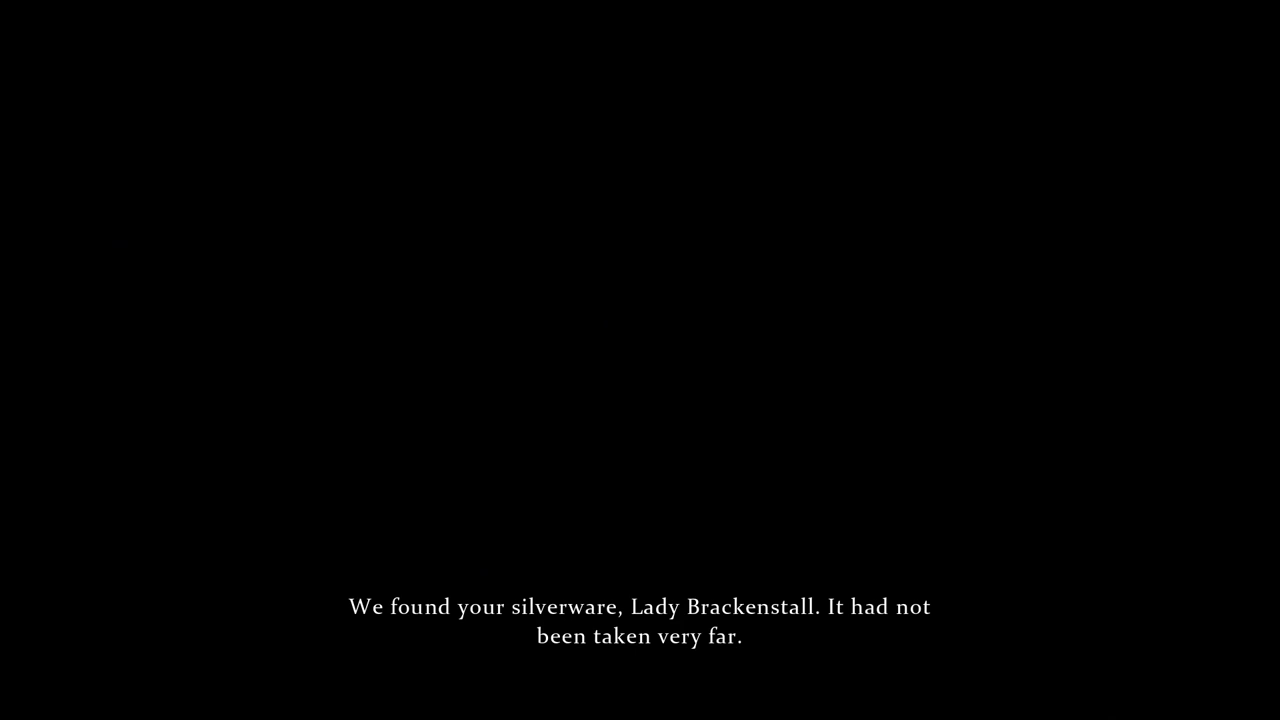 We found your silverware, Lady Brackenstall. It had not
been taken very far.